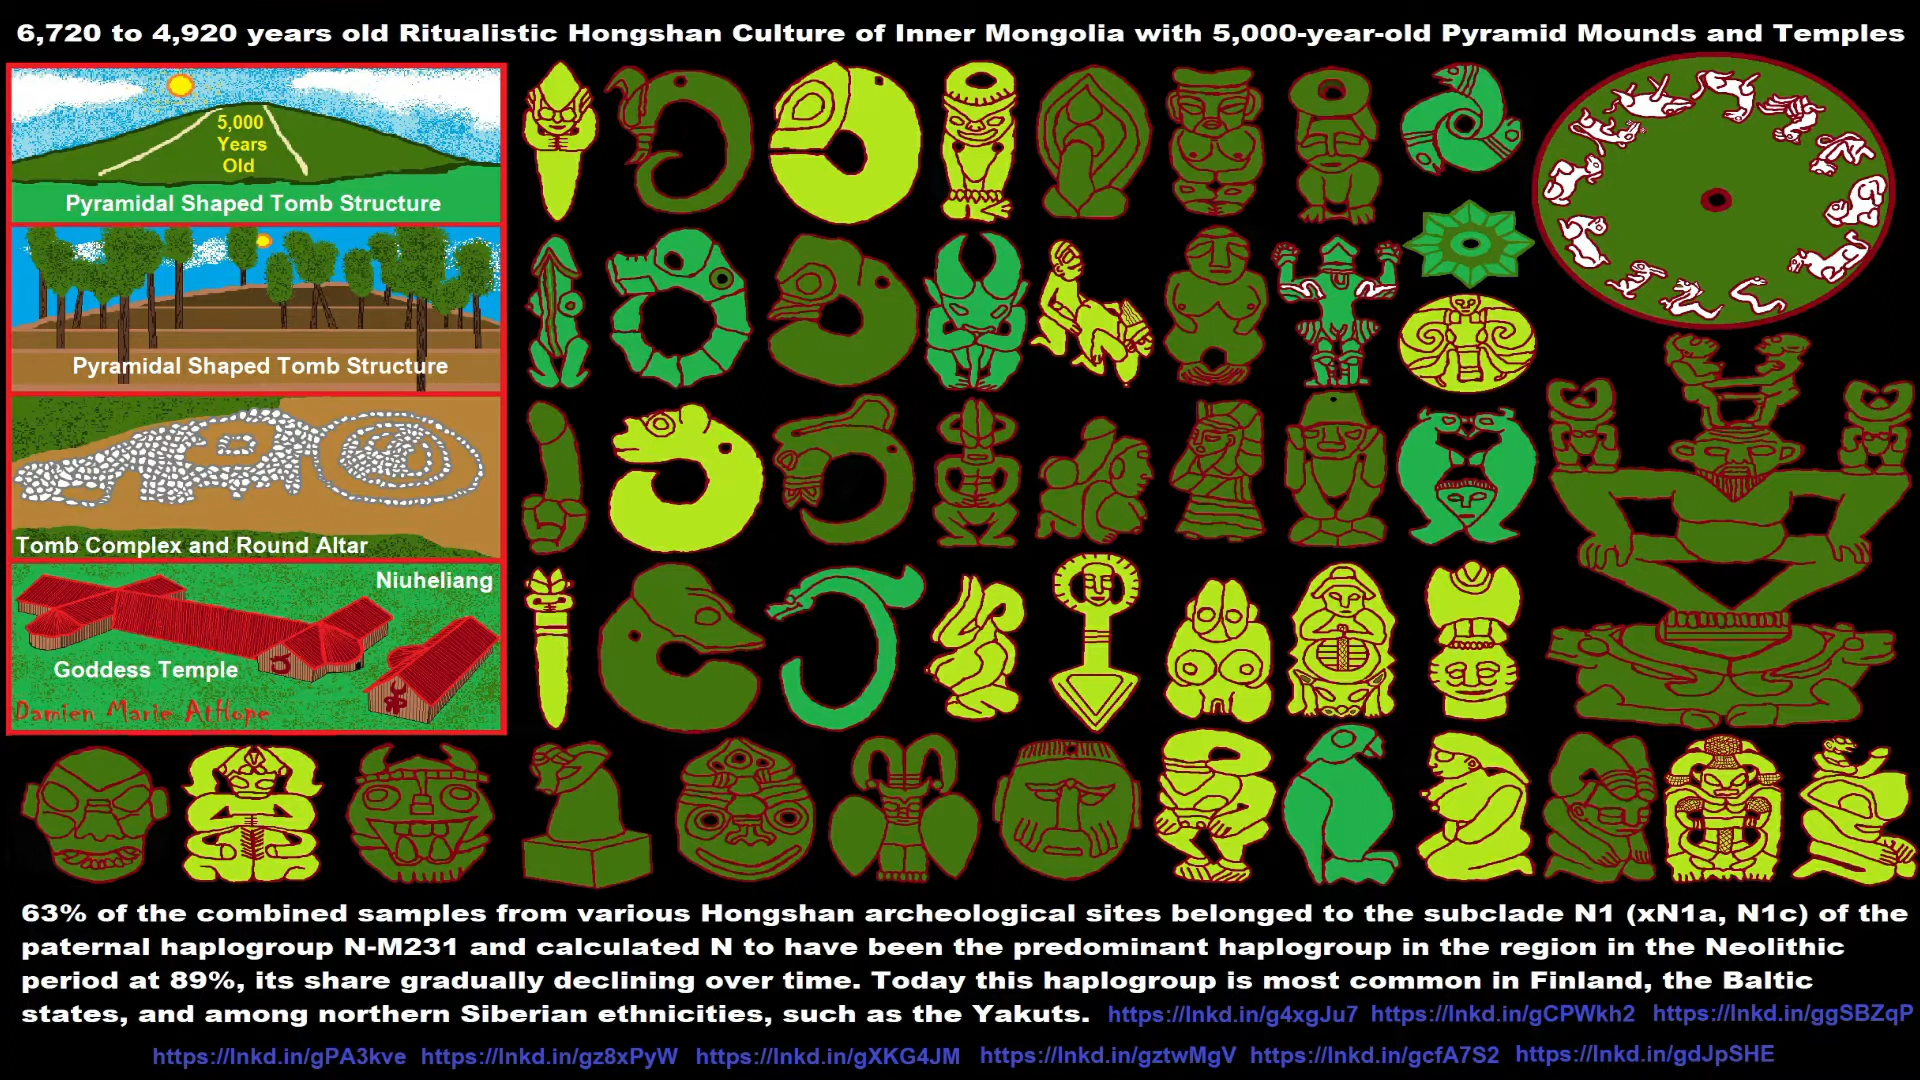 6,720 to 4,920 years old Ritualistic Hongshan Culture of Inner Mongolia with 5,000-year-old Pyramid Mounds and Temples
5,000
Years
Old
Pyramidal Shaped Tomb Structure
Pyramidal Shaped Tomb Structure
Tomb Complex and Round Altar
Niuheliang
Goddess Temple
Damien Marie AtHope
63% of the combined samples from various Hongshan archeological sites belonged to the subclade N1 (xN1a, N1c) of the
paternal haplogroup N-M231 and calculated N to have been the predominant haplogroup in the region in the Neolithic
period at 89%, its share gradually declining over time. Today this haplogroup is most common in Finland, the Baltic
states, and among northern Siberian ethnicities, such as the Yakuts. https://lnkd.in/g4xgJu7 https://lnkd.in/gCPWkh2 https://lnkd.in/ggSBZqP
https://lnkd.in/gPA3kve https://lnkd.in/gz8xPyW https://lnkd.in/gXKG4JM https://lnkd.in/gztwMgV https://lnkd.in/gcfA7S2 https://lnkd.in/gdJpSHE